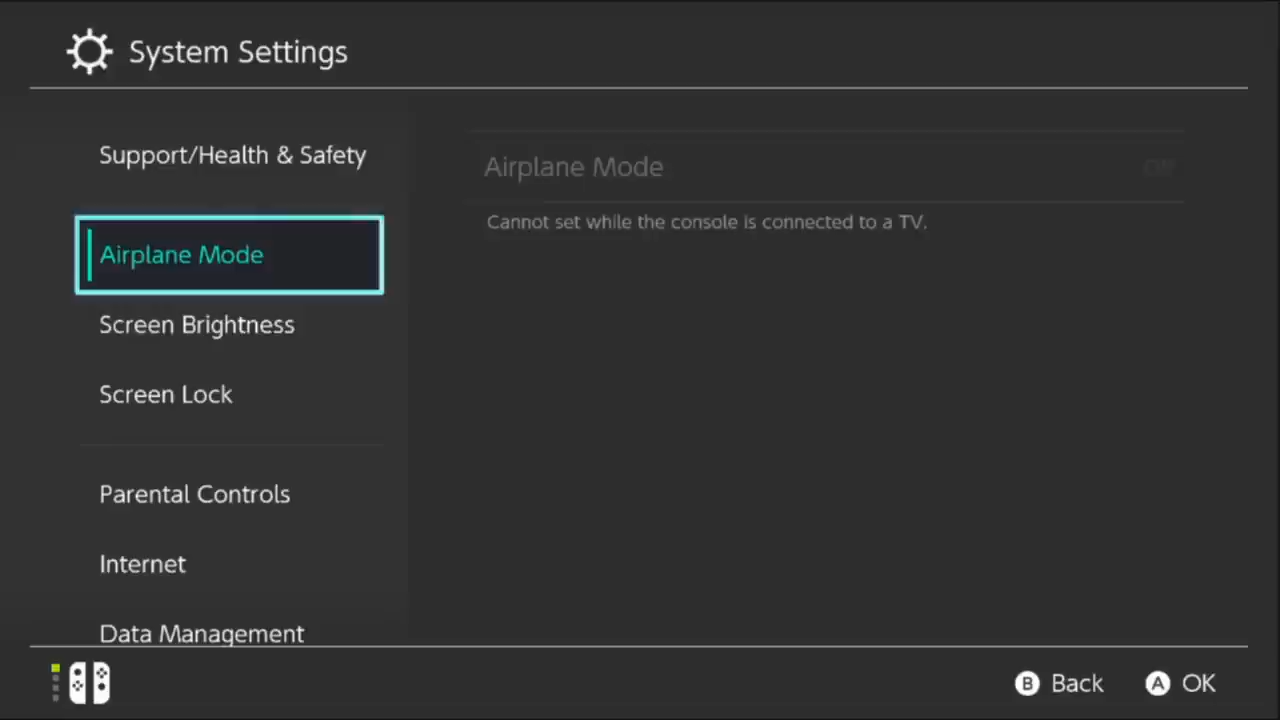 System Settings
Support/Health & Safety
Airplane Mode
Screen Brightness
Screen Lock
Parental Controls
Internet
Data Management
Airplane Mode
Cannot set while the console is connected to a TV.
B Back
A OK